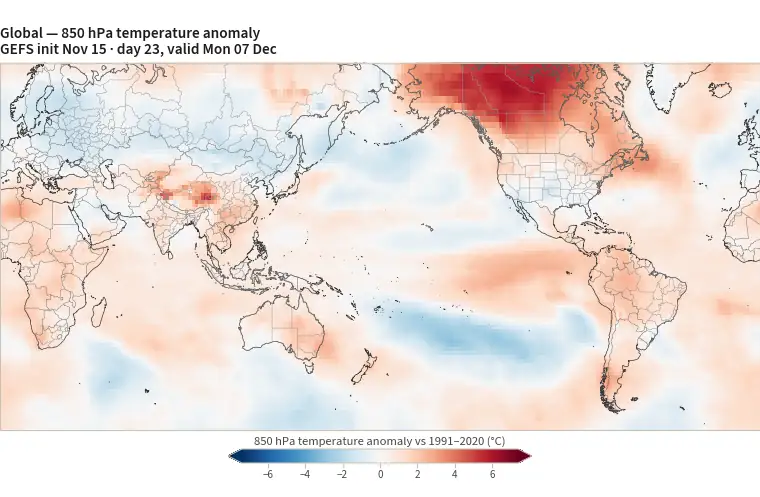 Global — 850 hPa temperature anomaly
GEFS init Nov 15 · day 23, valid Mon 07 Dec
850 hPa temperature anomaly vs 1991–2020 (°C)
−6 −4 −2 0 2 4 6